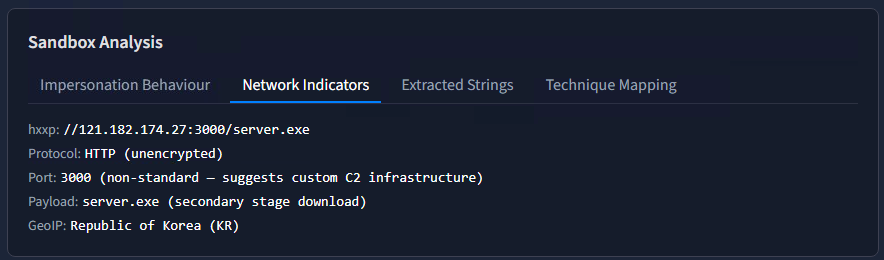 Sandbox Analysis
Impersonation Behaviour Network Indicators Extracted Strings Technique Mapping
hxxp: //121.182.174.27:3000/server.exe
Protocol: HTTP (unencrypted)
Port: 3000 (non-standard — suggests custom C2 infrastructure)
Payload: server.exe (secondary stage download)
GeoIP: Republic of Korea (KR)